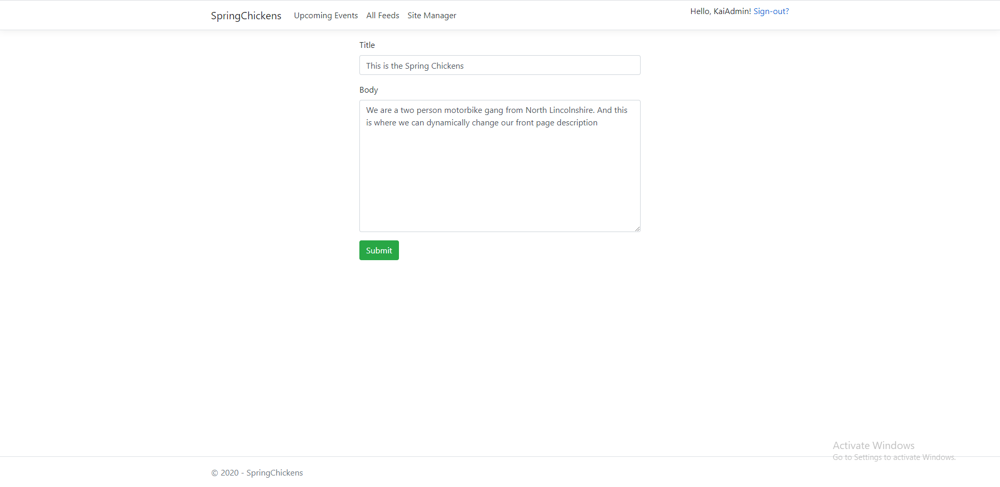 SpringChickens Upcoming Events All Feeds Site Manager Hello, KaiAdmin! Sign-out?
Title
This is the Spring Chickens
Body
We are a two person motorbike gang from North Lincolnshire. And this
is where we can dynamically change our front page description
Submit
Activate Windows
Go to Settings to activate Windows.
© 2020 - SpringChickens